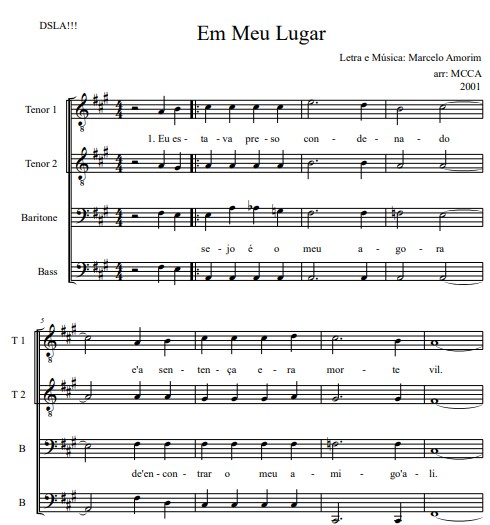 DSLA!!!
Em Meu Lugar
Letra e Música: Marcelo Amorim
arr: MCCA
2001
Tenor 1
1. Eu es - ta - va pre - so con - de - na - do
Tenor 2
Baritone
se - jo é o meu a - go - ra
Bass
5
T 1
e'a sen - ten - ça e - ra mor - te vil.
T 2
B
de'en - con - trar o meu a - mi - go'a - li.
B